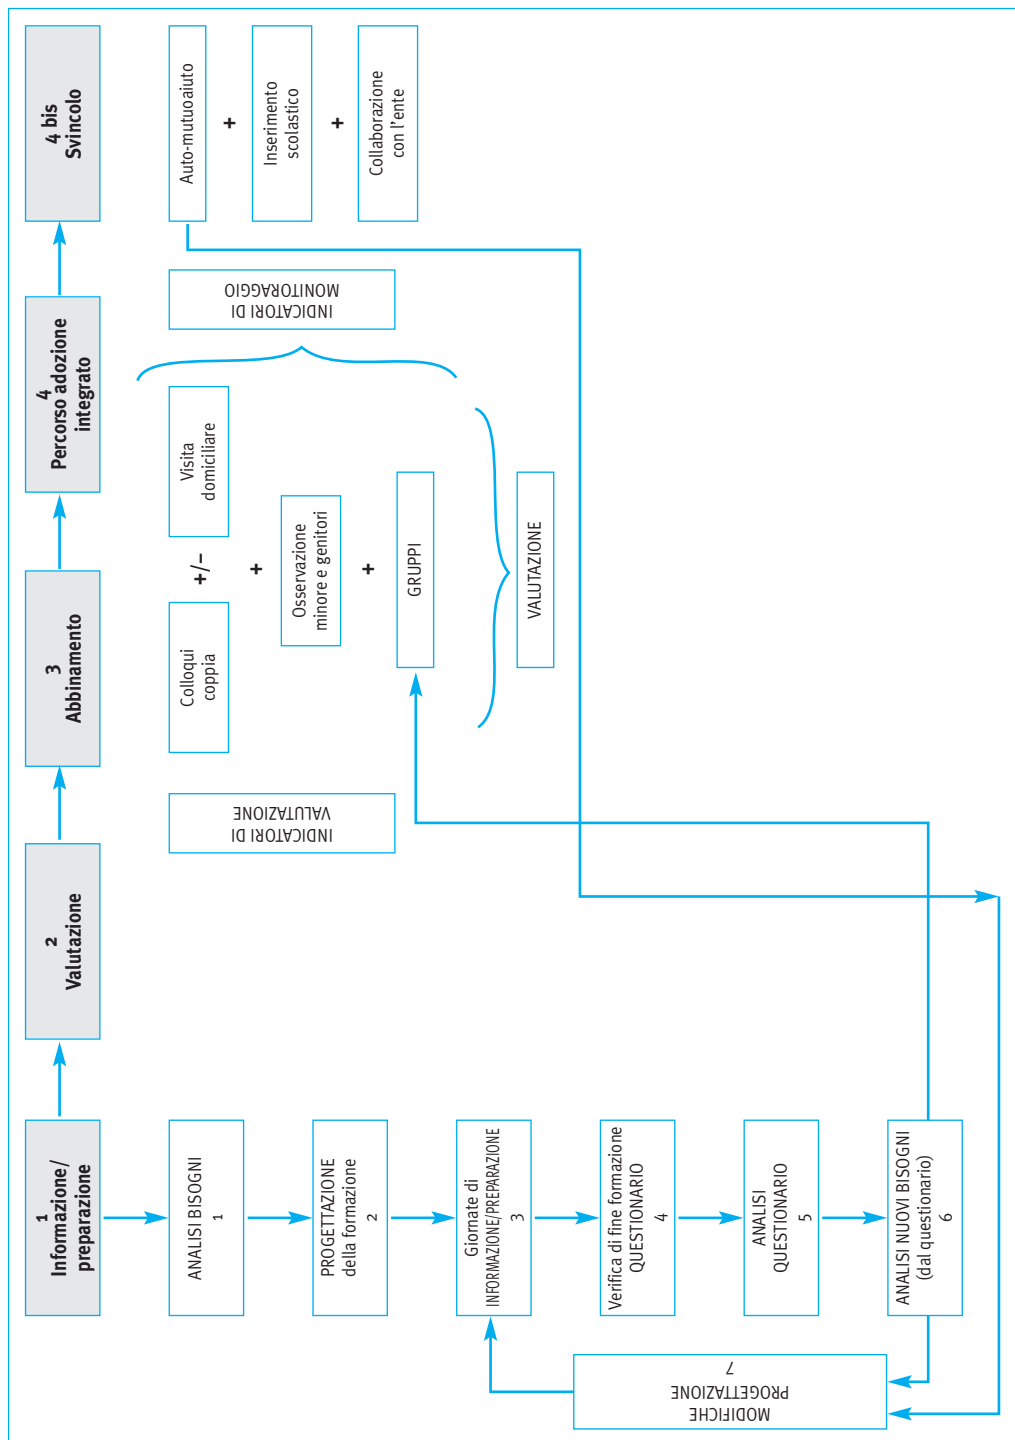 1
Informazione/
preparazione
2
Valutazione
3
Abbinamento
4
Percorso adozione
integrato
4 bis
Svincolo
ANALISI BISOGNI
1
PROGETTAZIONE
della formazione
2
Giornate di
INFORMAZIONE/PREPARAZIONE
3
Verifica di fine formazione
QUESTIONARIO
4
ANALISI
QUESTIONARIO
5
ANALISI NUOVI BISOGNI
(dal questionario)
6
MODIFICHE
PROGETTAZIONE
7
INDICATORI DI
VALUTAZIONE
Colloqui
coppia
+/–
Visita
domiciliare
+
Osservazione
minore e genitori
+
GRUPPI
VALUTAZIONE
INDICATORI DI
MONITORAGGIO
Auto-mutuoaiuto
+
Inserimento
scolastico
+
Collaborazione
con l'ente